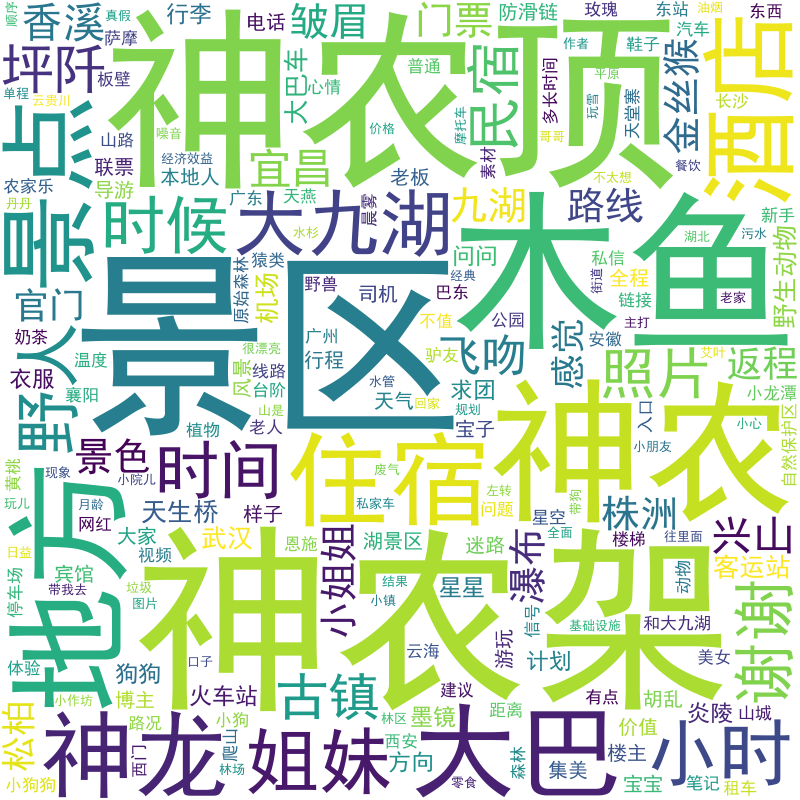 顺序
香溪
真假
萨摩
行李
电话
皱眉
门票
防滑链
玫瑰
东站
油烟
东西
坪阡
板壁
单程
云贵川
神农顶
大巴车
心情
普通
民宿
作者
鞋子
汽车
平原
玩雪
多长时间
金丝猴
酒店
长沙
山路
噪音
价格
摩托车
哥哥
天堂寨
景点
联票
经济效益
宜昌
素材
餐饮
农家乐
导游
本地人
老板
不太想
丹丹
广东
天燕
时候
大九湖
晨雾
九湖
路线
新手
水杉
木鱼
湖北
污水
官门
原始森林
猿类
机场
野兽
司机
经典
巴东
问问
私信
全程
链接
街道
老家
野生动物
奶茶
野人
温度
景区
广州
行程
不值
公园
飞吻
感觉
安徽
主打
艾叶
衣服
襄阳
风景
线路
台阶
很漂亮
水管
天气
回家
驴友
求团
规划
照片
返程
小龙潭
植物
山是
老人
宝子
入口
小心
自然保护区
黄桃
现象
小院儿
景色
时间
住宿
神农
小朋友
玩儿
月龄
网红
天生桥
样子
废气
私家车
左转
问题
带狗
地方
日益
大家
视频
武汉
恩施
小姐姐
湖景区
迷路
瀑布
星空
全面
株洲
楼梯
往里面
兴山
停车场
宾馆
带我去
垃圾
图片
神农架
结果
小镇
星星
信号
基础设施
动物
客运站
和大九湖
体验
狗狗
口子
云海
游玩
计划
美女
谢谢
松柏
小作坊
博主
火车站
古镇
林区
墨镜
建议
距离
有点
胡乱
炎陵
山城
路况
小狗
爬山
西安
方向
价值
西门
林场
神龙
姐妹
大巴
小时
零食
森林
集美
楼主
宝宝
笔记
租车
小狗狗